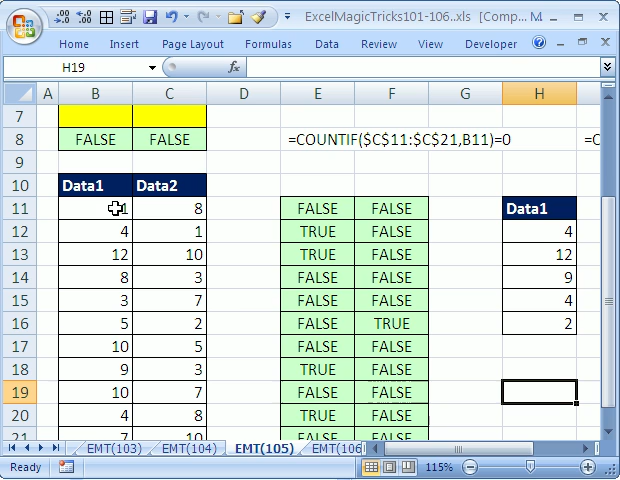 ExcelMagicTricks101-106..xls [Comp... M...
Home Insert Page Layout Formulas Data Review View Developer
H19 fx
A B C D E F G H
7
8 FALSE FALSE =COUNTIF($C$11:$C$21,B11)=0 =C
9
10 Data1 Data2
11 1 8 FALSE FALSE Data1
12 4 1 TRUE FALSE 4
13 12 10 TRUE FALSE 12
14 8 3 FALSE FALSE 9
15 3 7 FALSE FALSE 4
16 5 2 FALSE TRUE 2
17 10 5 FALSE FALSE
18 9 3 TRUE FALSE
19 10 7 FALSE FALSE
20 4 8 TRUE FALSE
21 7 10 FALSE FALSE
EMT(103) EMT(104) EMT(105) EMT(106
Ready 115%